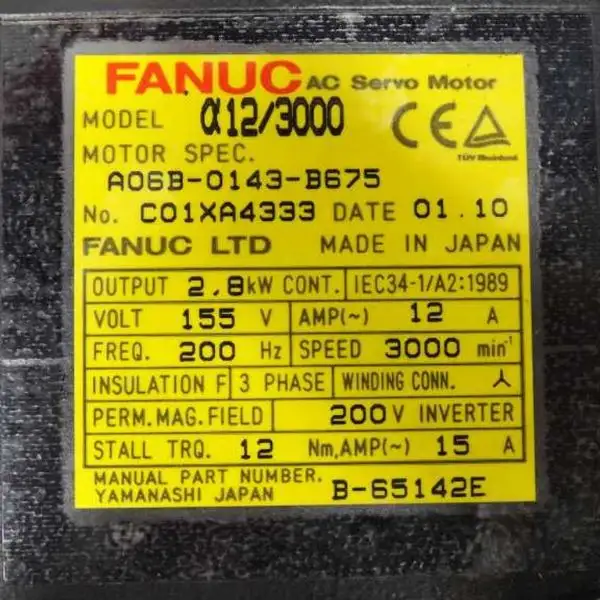 FANUC AC Servo Motor
MODEL α12/3000
CE
TÜV Rheinland
MOTOR SPEC.
A06B-0143-B675
No. C01XA4333 DATE 01.10
FANUC LTD MADE IN JAPAN
OUTPUT 2.8kW CONT. IEC34-1/A2:1989
VOLT 155 V AMP(~) 12 A
FREQ. 200 Hz SPEED 3000 min⁻¹
INSULATION F 3 PHASE WINDING CONN. 人
PERM.MAG.FIELD 200V INVERTER
STALL TRQ. 12 Nm,AMP(~) 15 A
MANUAL PART NUMBER.
YAMANASHI JAPAN B-65142E